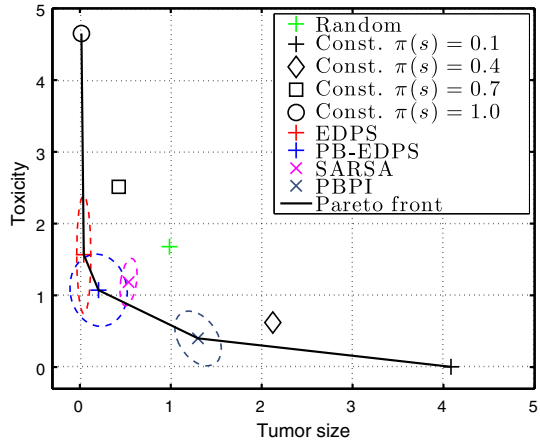 Random
Const. π(s) = 0.1
Const. π(s) = 0.4
Const. π(s) = 0.7
Const. π(s) = 1.0
EDPS
PB-EDPS
SARSA
PBPI
Pareto front
Toxicity
5
4
3
2
1
0
0 1 2 3 4 5
Tumor size